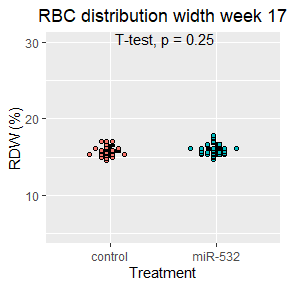 RBC distribution width week 17
T-test, p = 0.25
30
20
10
RDW (%)
control miR-532
Treatment